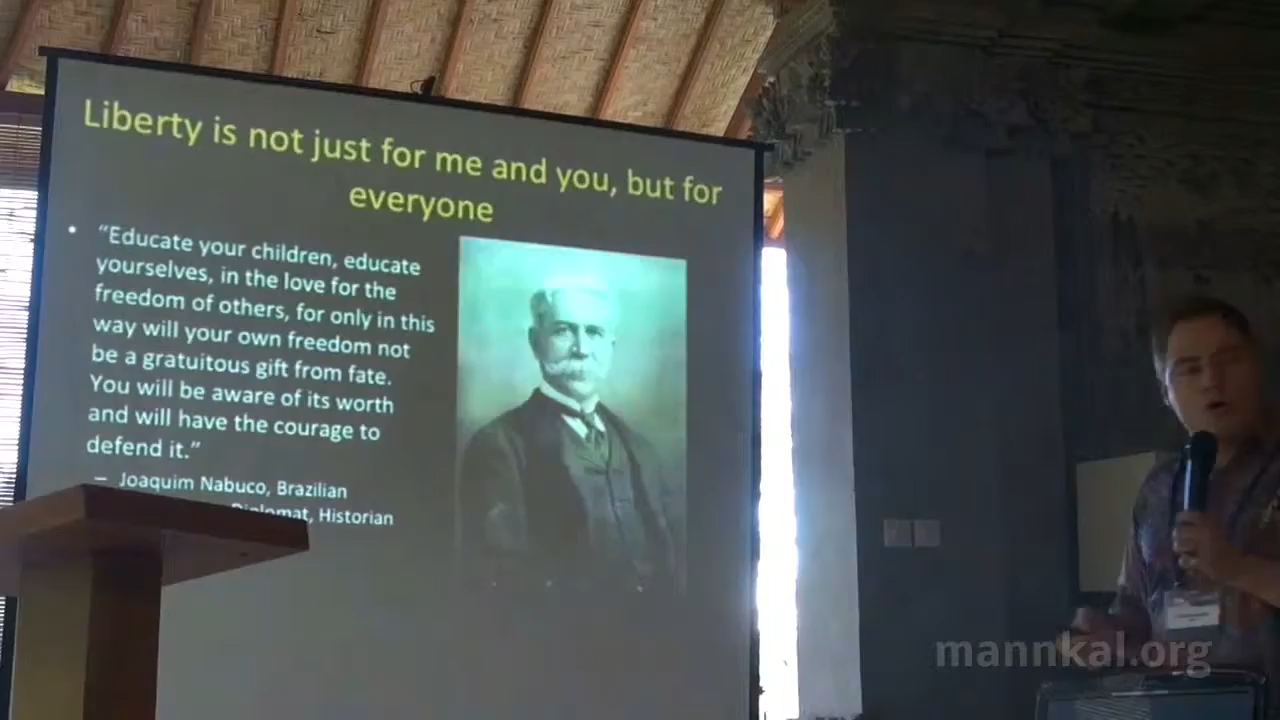 Liberty is not just for me and you, but for
everyone
• “Educate your children, educate
yourselves, in the love for the
freedom of others, for only in this
way will your own freedom not
be a gratuitous gift from fate.
You will be aware of its worth
and will have the courage to
defend it.”
– Joaquim Nabuco, Brazilian
Diplomat, Historian
mannkal.org